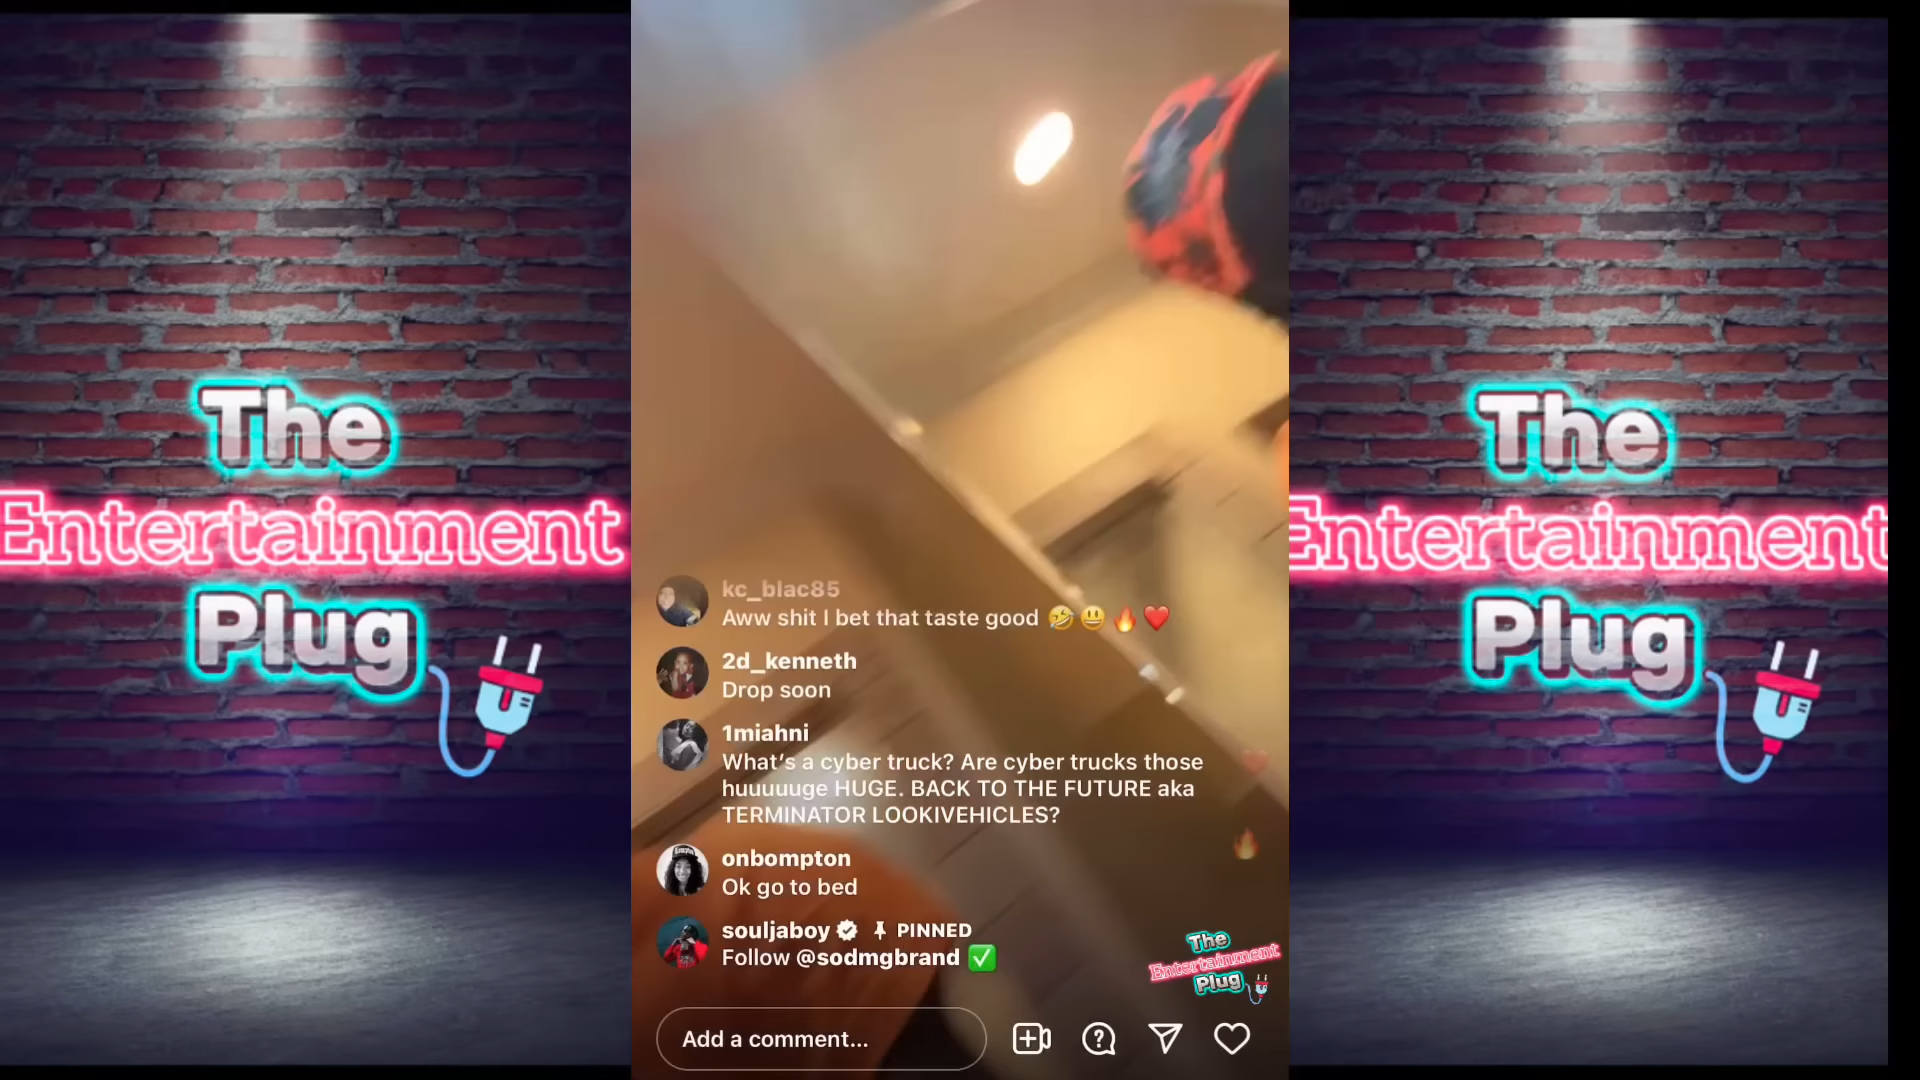 The
Entertainment
Plug
kc_blac85
Aww shit I bet that taste good 🤣😃🔥❤️
2d_kenneth
Drop soon
1miahni
What's a cyber truck? Are cyber trucks those
huuuuuge HUGE. BACK TO THE FUTURE aka
TERMINATOR LOOKIVEHICLES?
onbompton
Ok go to bed
souljaboy PINNED
Follow @sodmgbrand ✅
Add a comment...
The
Entertainment
Plug
The
Entertainment
Plug